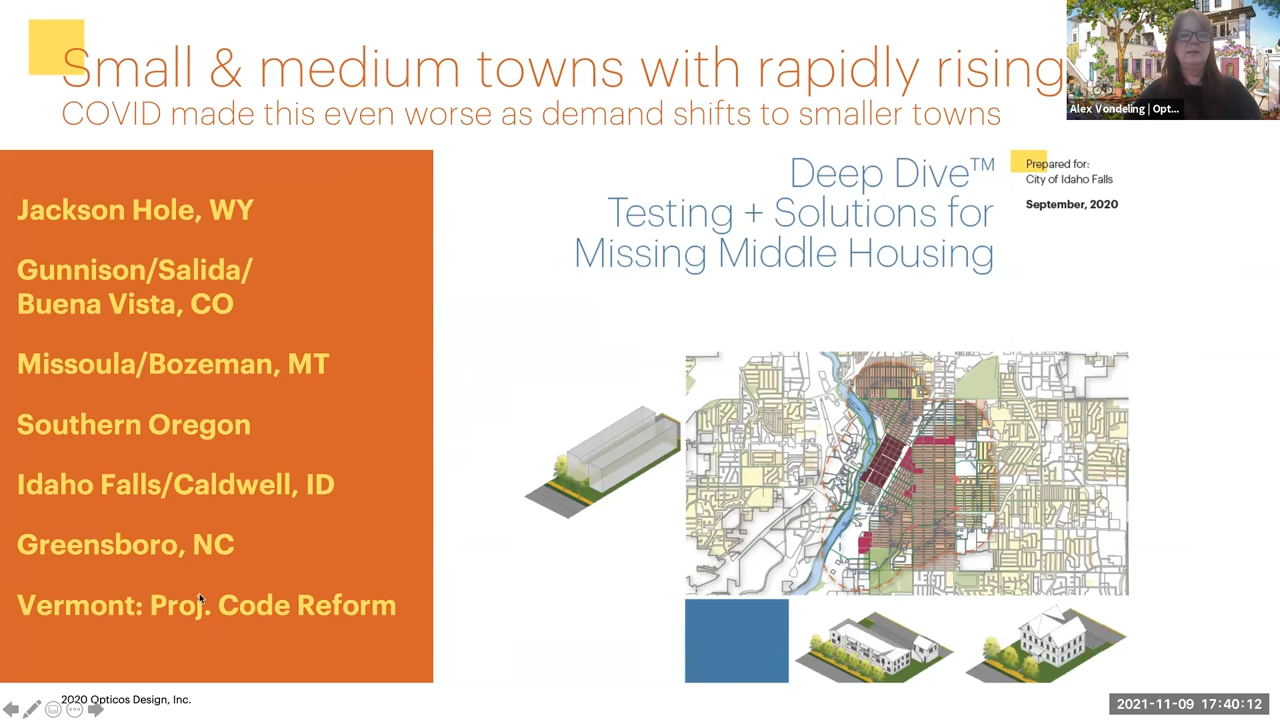 Small & medium towns with rapidly rising
COVID made this even worse as demand shifts to smaller towns
Alex Vondeling | Opt...
Jackson Hole, WY
Gunnison/Salida/
Buena Vista, CO
Missoula/Bozeman, MT
Southern Oregon
Idaho Falls/Caldwell, ID
Greensboro, NC
Vermont: Proj. Code Reform
Deep Dive™
Testing + Solutions for
Missing Middle Housing
Prepared for:
City of Idaho Falls
September, 2020
2020 Opticos Design, Inc.
2021-11-09 17:40:12